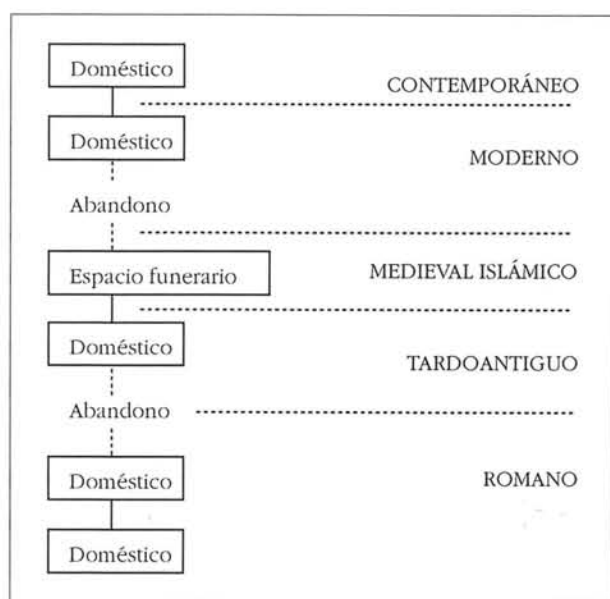 Doméstico
CONTEMPORÁNEO
Doméstico
MODERNO
Abandono
Espacio funerario
MEDIEVAL ISLÁMICO
Doméstico
TARDOANTIGUO
Abandono
Doméstico
ROMANO
Doméstico